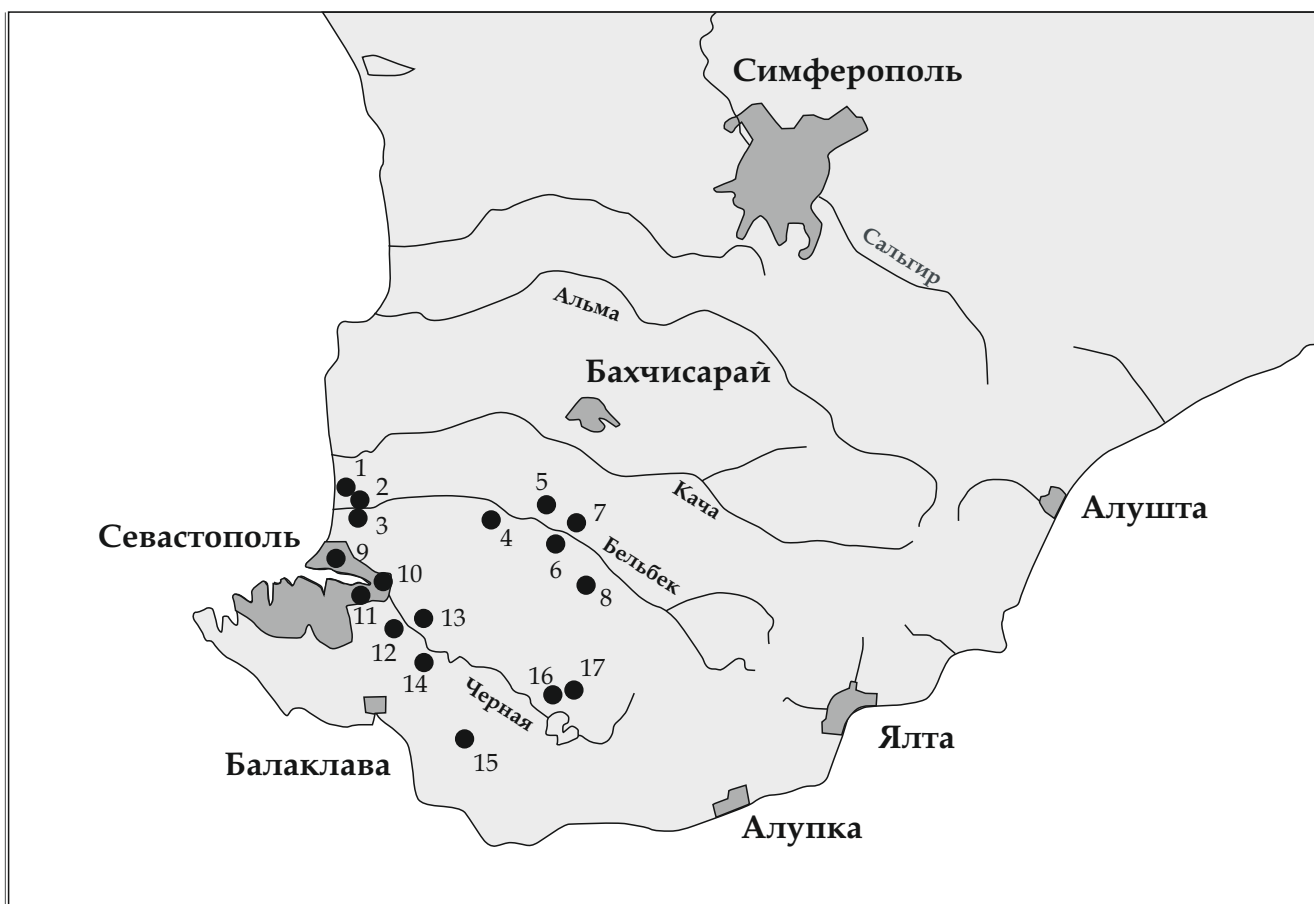 Симферополь
Сальгир
Альма
Бахчисарай
1
2
3
Кача
5
7
4
6
Бельбек
8
Алушта
Севастополь
9
10
11
13
12
14
Черная
16
17
15
Балаклава
Ялта
Алупка